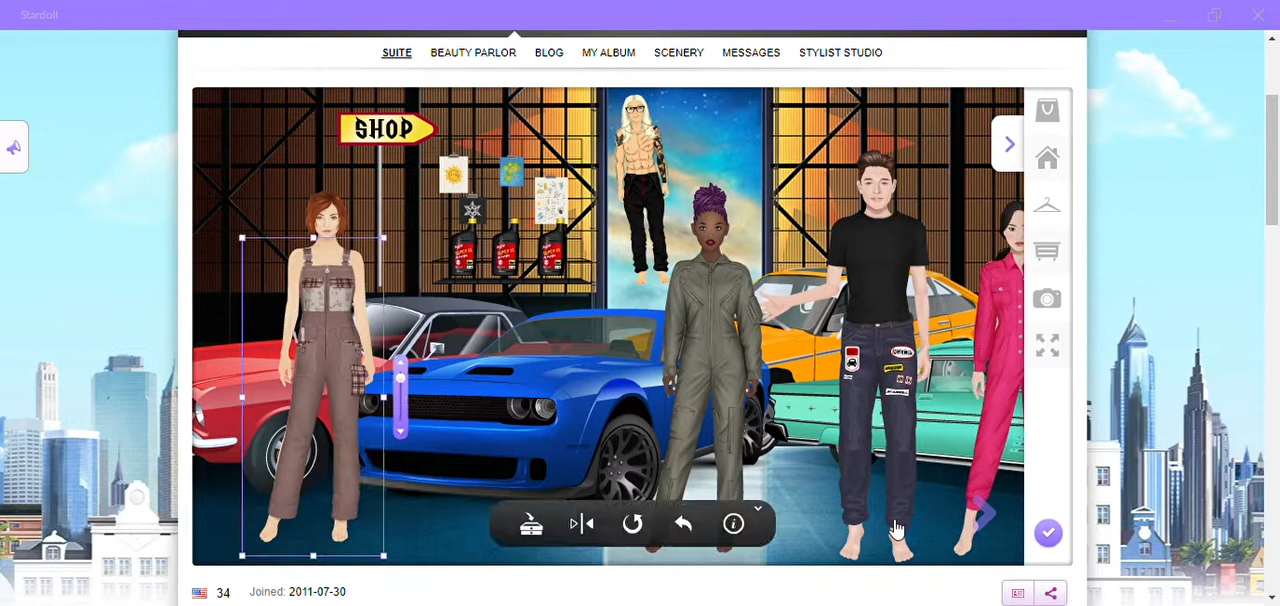 Stardoll
SUITE BEAUTY PARLOR BLOG MY ALBUM SCENERY MESSAGES STYLIST STUDIO
SHOP
34 Joined: 2011-07-30